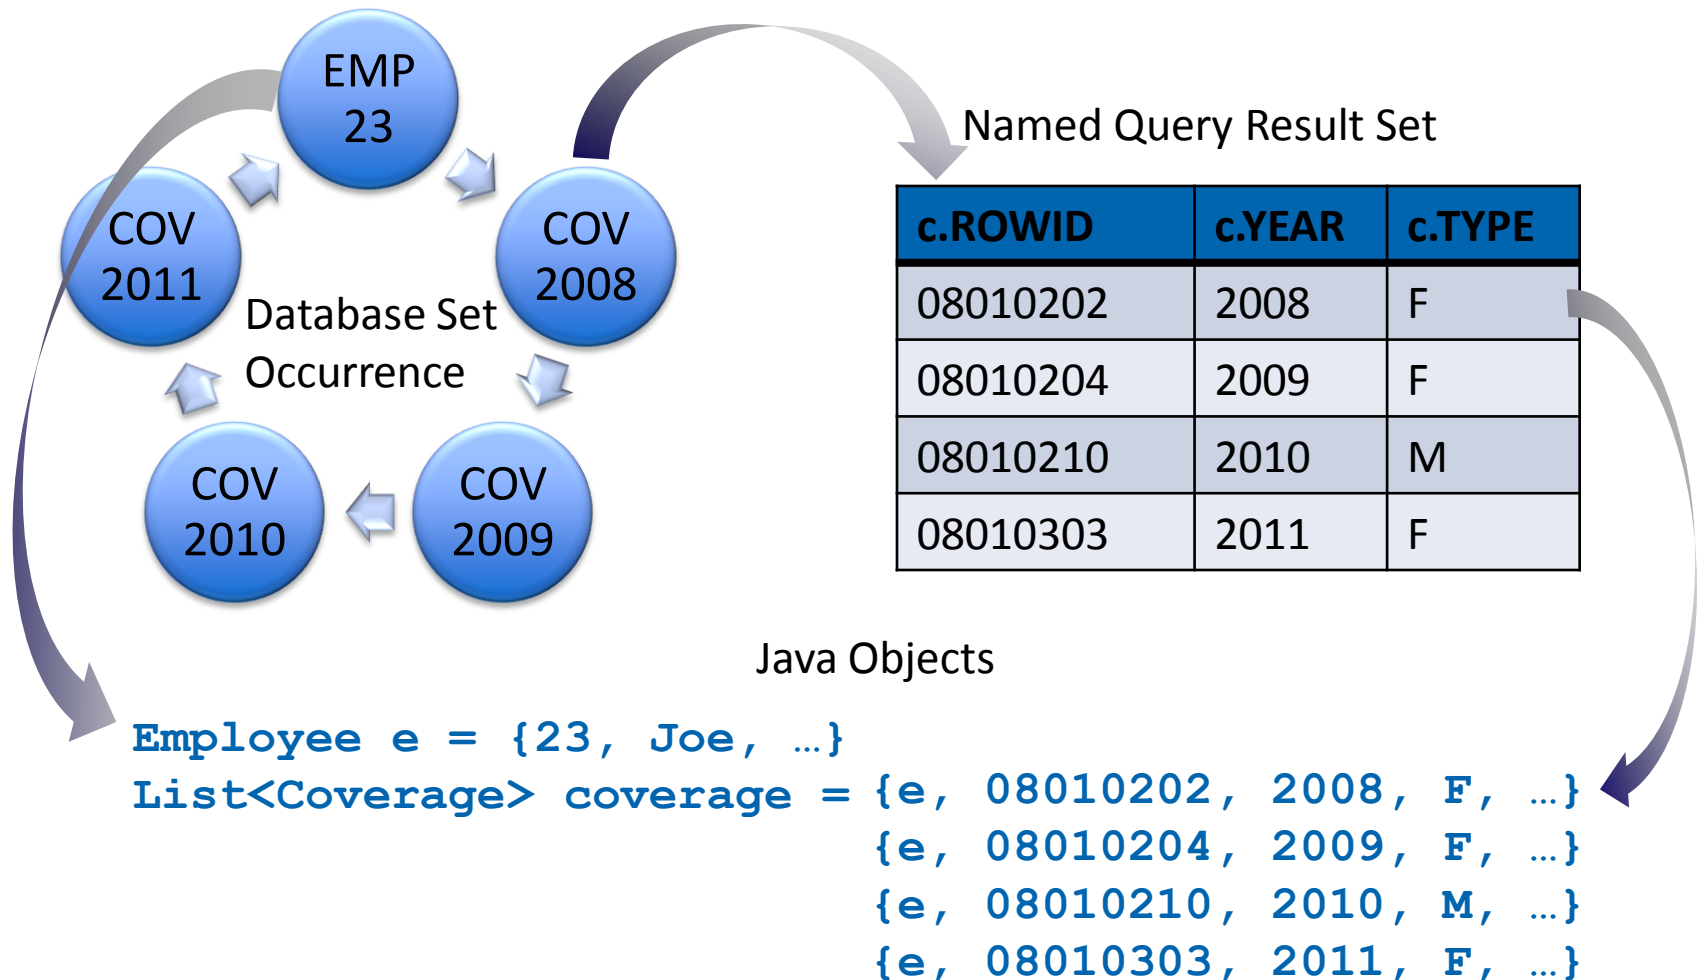 EMP
23
COV
2008
COV
2009
COV
2010
COV
2011
Database Set
Occurrence
Named Query Result Set
c.ROWID c.YEAR c.TYPE
08010202 2008 F
08010204 2009 F
08010210 2010 M
08010303 2011 F
Java Objects
Employee e = {23, Joe, …}
List<Coverage> coverage = {e, 08010202, 2008, F, …}
{e, 08010204, 2009, F, …}
{e, 08010210, 2010, M, …}
{e, 08010303, 2011, F, …}